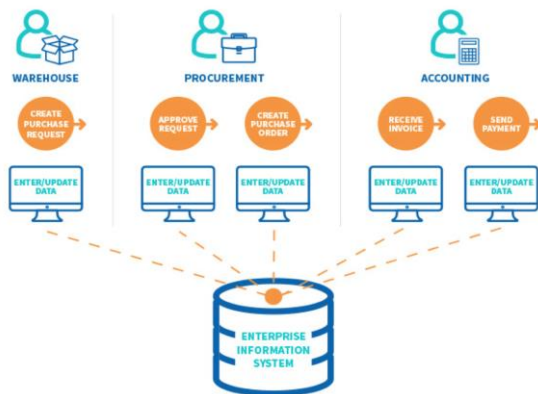 WAREHOUSE
PROCUREMENT
ACCOUNTING
CREATE
PURCHASE
REQUEST
APPROVE
REQUEST
CREATE
PURCHASE
ORDER
RECEIVE
INVOICE
SEND
PAYMENT
ENTER/UPDATE
DATA
ENTER/UPDATE
DATA
ENTER/UPDATE
DATA
ENTER/UPDATE
DATA
ENTER/UPDATE
DATA
ENTERPRISE
INFORMATION
SYSTEM